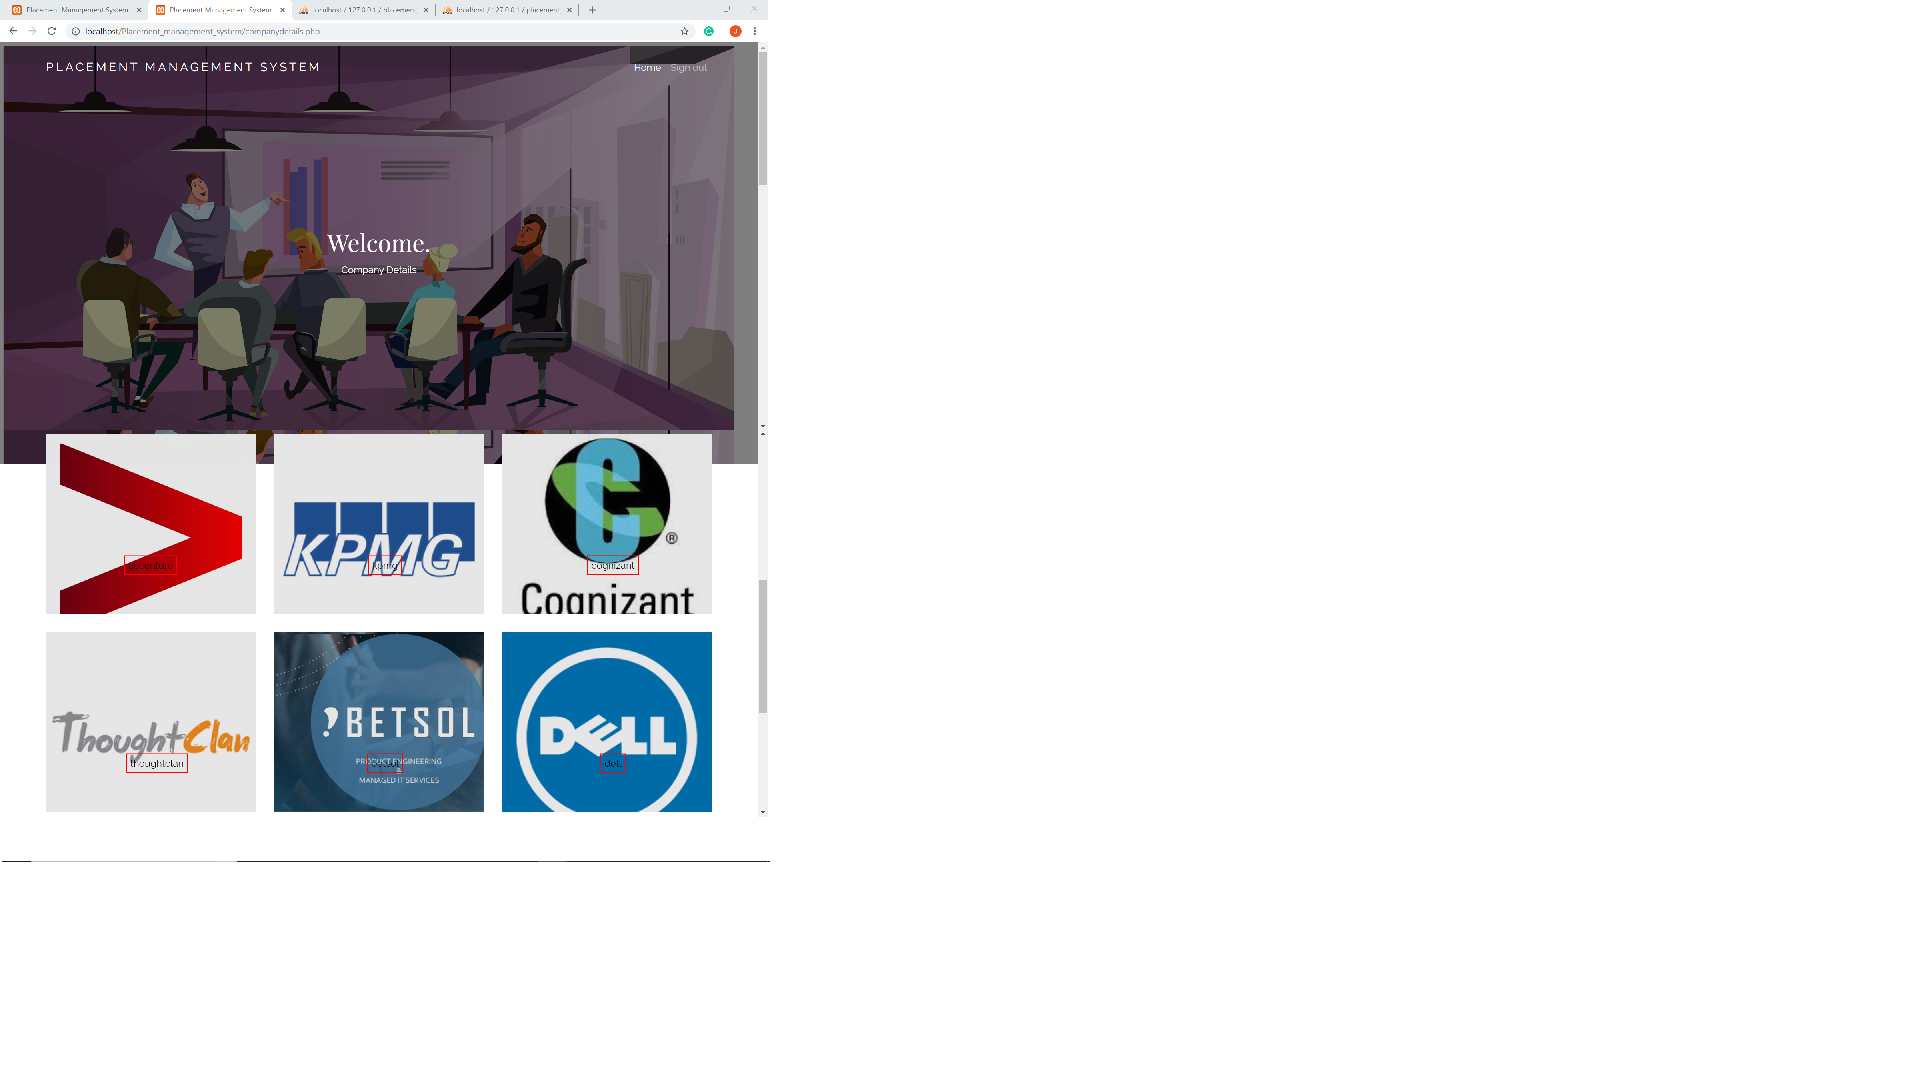 Placement Management System
Placement Management System
localhost / 127.0.0.1 / placement_
localhost / 127.0.0.1 / placement_
localhost/Placement_management_system/companydetails.php
J
PLACEMENT MANAGEMENT SYSTEM
Home Sign out
Welcome.
Company Details
KPMG
C
®
accenture
kpmg
cognizant
Cognizant
ThoughtClan
BETSOL
DELL
thoughtclan
PRODUCT ENGINEERING
betsol
&
dell
MANAGED IT SERVICES